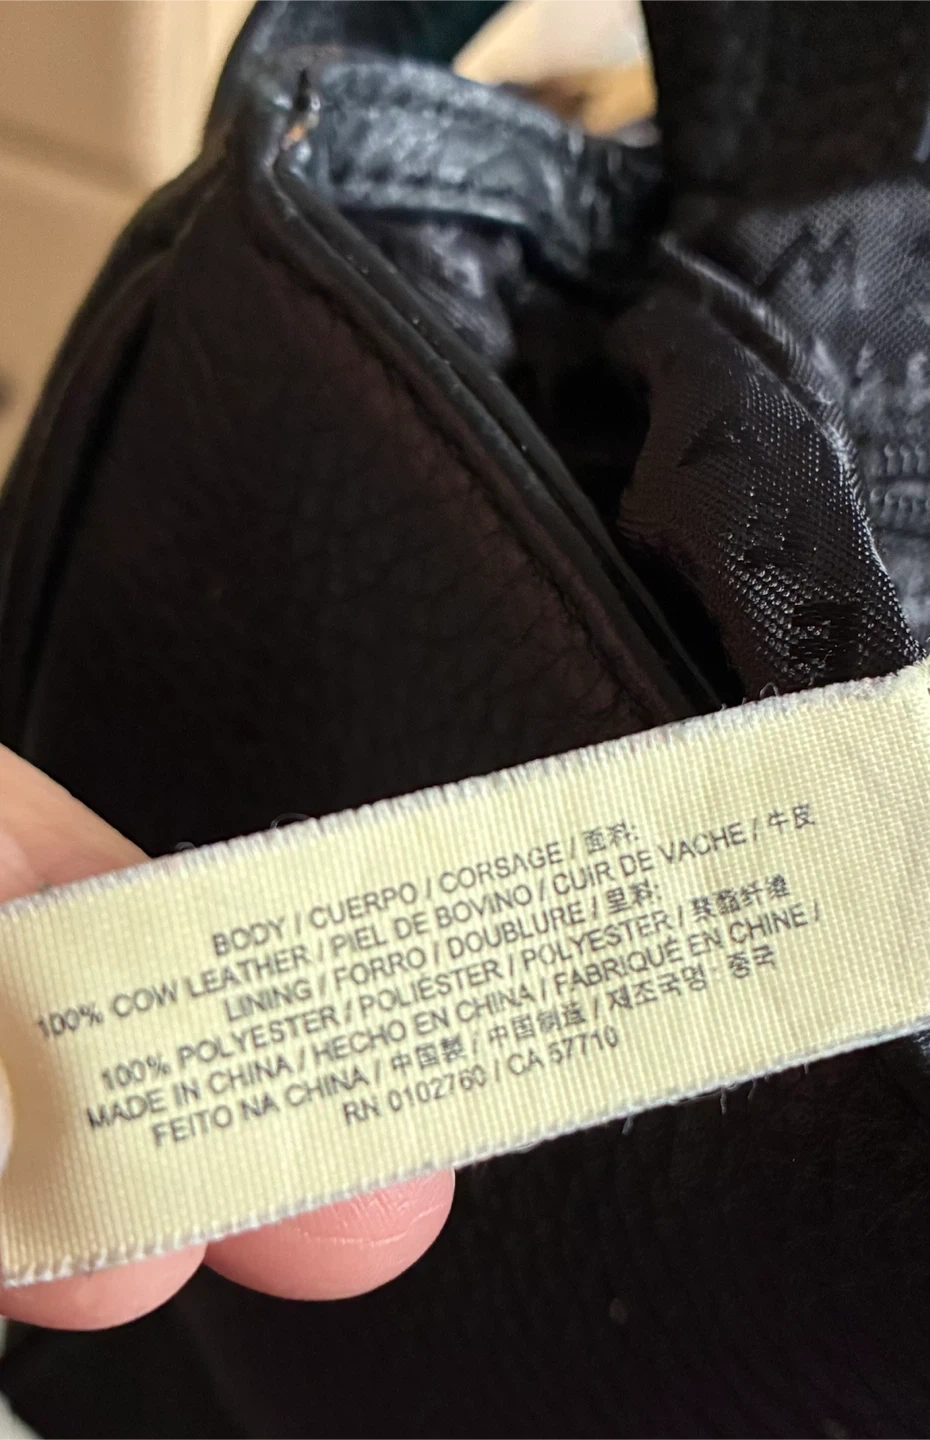 BODY / CUERPO / CORSAGE / 面料:
100% COW LEATHER / PIEL DE BOVINO / CUIR DE VACHE / 牛皮
LINING / FORRO / DOUBLURE / 里料:
100% POLYESTER / POLIÉSTER / POLYESTER / 聚酯纤维
MADE IN CHINA / HECHO EN CHINA / FABRIQUÉ EN CHINE /
FEITO NA CHINA / 中国製 / 中国制造 / 제조국명 : 중국
RN 0102760 / CA 57710